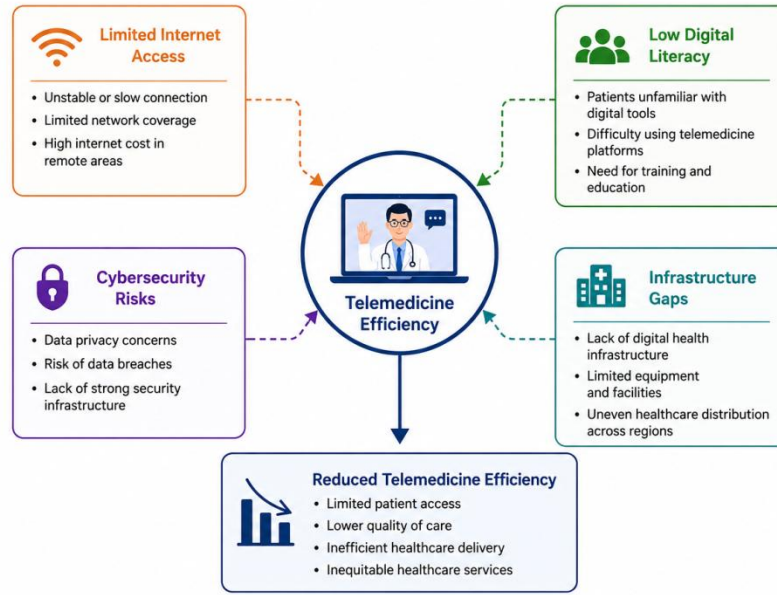 Limited Internet
Access
• Unstable or slow connection
• Limited network coverage
• High internet cost in
remote areas
Low Digital
Literacy
• Patients unfamiliar with
digital tools
• Difficulty using telemedicine
platforms
• Need for training and
education
Telemedicine
Efficiency
Cybersecurity
Risks
• Data privacy concerns
• Risk of data breaches
• Lack of strong security
infrastructure
Infrastructure
Gaps
• Lack of digital health
infrastructure
• Limited equipment
and facilities
• Uneven healthcare distribution
across regions
Reduced Telemedicine Efficiency
• Limited patient access
• Lower quality of care
• Inefficient healthcare delivery
• Inequitable healthcare services